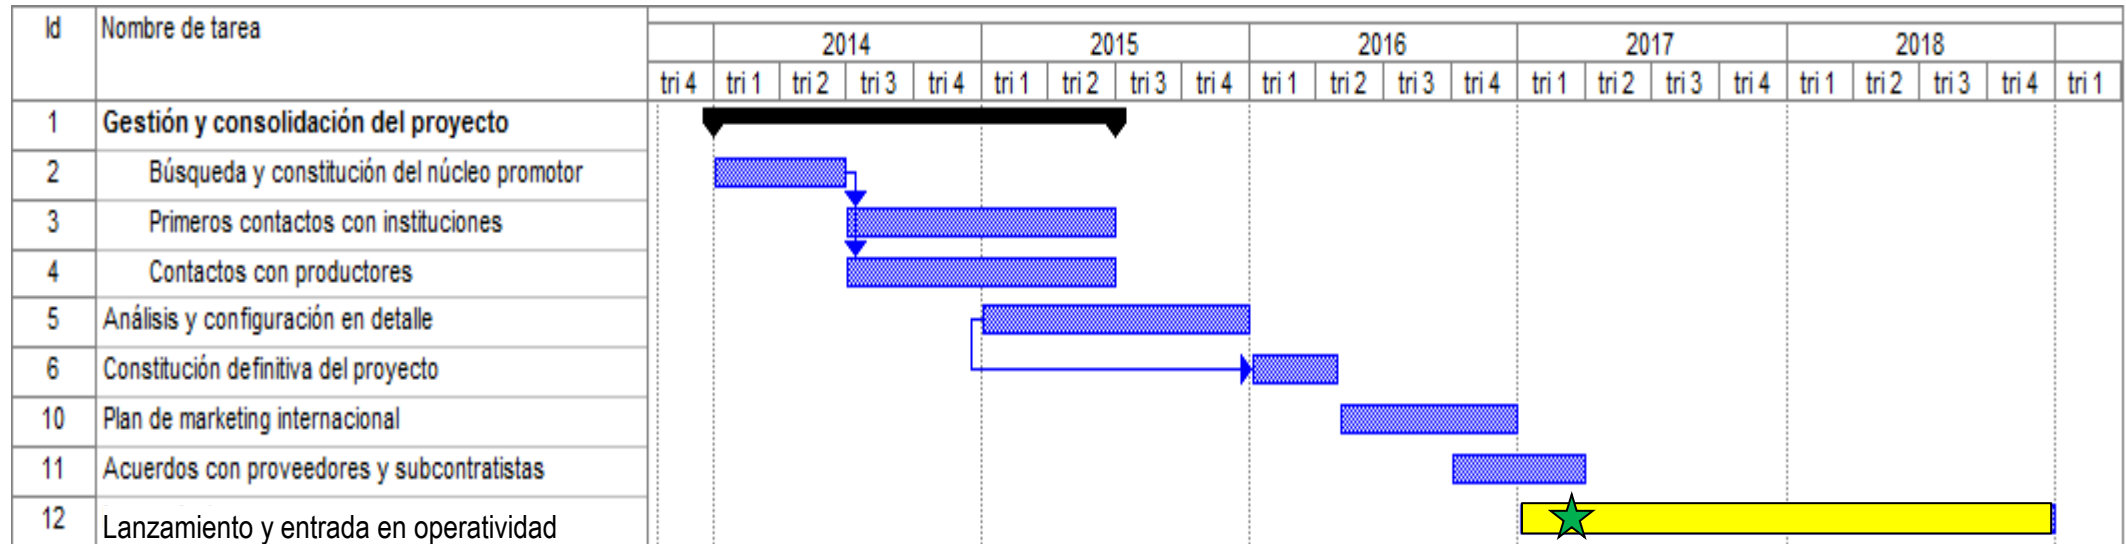 Id Nombre de tarea
2014 2015 2016 2017 2018
tri 4 tri 1 tri 2 tri 3 tri 4 tri 1 tri 2 tri 3 tri 4 tri 1 tri 2 tri 3 tri 4 tri 1 tri 2 tri 3 tri 4 tri 1 tri 2 tri 3 tri 4 tri 1
1 Gestión y consolidación del proyecto
2 Búsqueda y constitución del núcleo promotor
3 Primeros contactos con instituciones
4 Contactos con productores
5 Análisis y configuración en detalle
6 Constitución definitiva del proyecto
10 Plan de marketing internacional
11 Acuerdos con proveedores y subcontratistas
12 Lanzamiento y entrada en operatividad